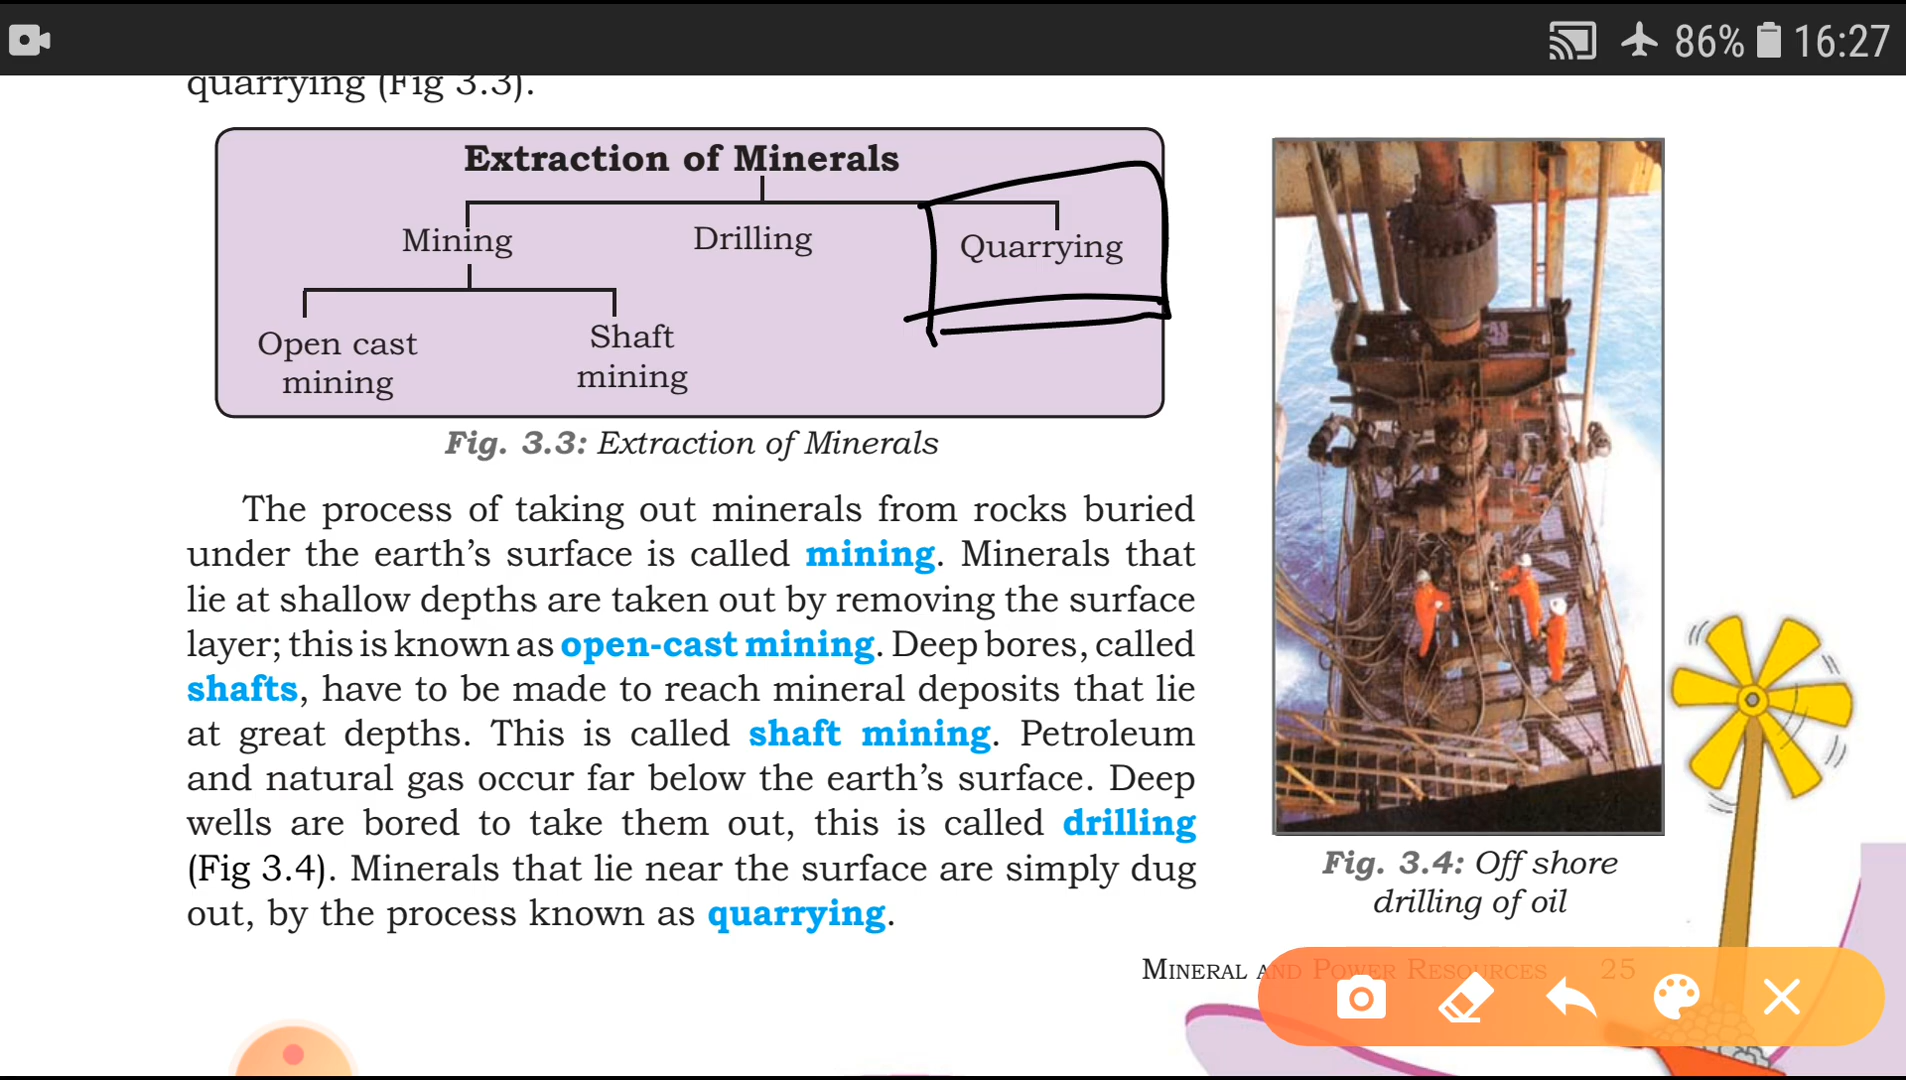 86% 16:27
quarrying (Fig 3.3).
Extraction of Minerals
Mining
Drilling
Quarrying
Open cast
mining
Shaft
mining
Fig. 3.3: Extraction of Minerals
The process of taking out minerals from rocks buried
under the earth’s surface is called mining. Minerals that
lie at shallow depths are taken out by removing the surface
layer; this is known as open-cast mining. Deep bores, called
shafts, have to be made to reach mineral deposits that lie
at great depths. This is called shaft mining. Petroleum
and natural gas occur far below the earth’s surface. Deep
wells are bored to take them out, this is called drilling
(Fig 3.4). Minerals that lie near the surface are simply dug
out, by the process known as quarrying.
Fig. 3.4: Off shore
drilling of oil
MINERAL AND POWER RESOURCES 25